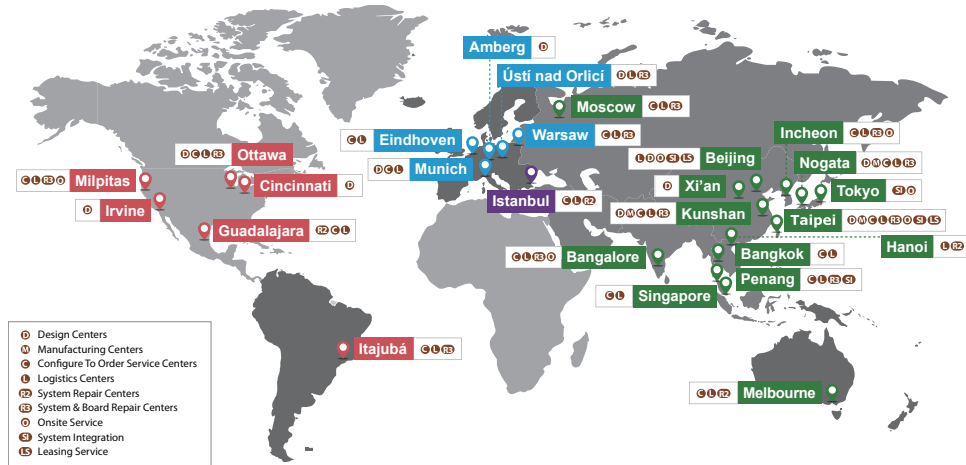 Amberg D
Ústí nad Orlicí D L R3
Moscow C L R3
C L Eindhoven
Warsaw C L R3
Incheon C L R3 O
D C L R3 Ottawa
D C L Munich
L D O SI LS Beijing
Nogata D M C L R3
C L R3 O Milpitas
Cincinnati D
D Xi'an
Tokyo SI O
D Irvine
Istanbul C L R2
D M C L R3 Kunshan
Taipei D M C L R3 O SI LS
Guadalajara R2 C L
Hanoi L R2
C L R3 O Bangalore
Bangkok C L
Penang C L R3 SI
C L Singapore
Itajubá C L R3
C L R2 Melbourne
D Design Centers
M Manufacturing Centers
C Configure To Order Service Centers
L Logistics Centers
R2 System Repair Centers
R3 System & Board Repair Centers
O Onsite Service
SI System Integration
LS Leasing Service